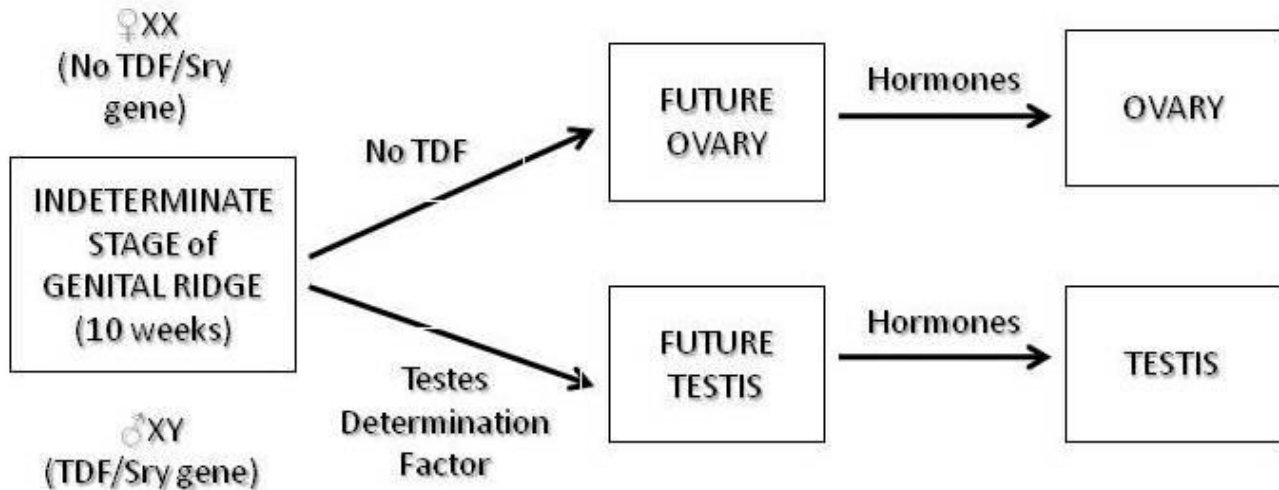 ♀XX
(No TDF/Sry
gene)
INDETERMINATE
STAGE of
GENITAL RIDGE
(10 weeks)
♂XY
(TDF/Sry gene)
No TDF
Testes
Determination
Factor
FUTURE
OVARY
Hormones
OVARY
FUTURE
TESTIS
Hormones
TESTIS